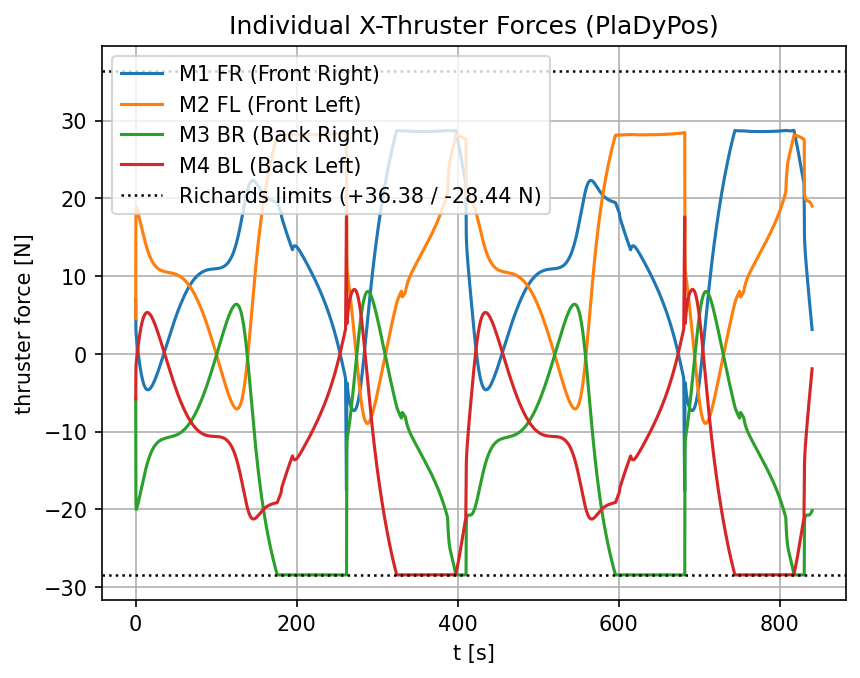 Individual X-Thruster Forces (PlaDyPos)
M1 FR (Front Right)
M2 FL (Front Left)
M3 BR (Back Right)
M4 BL (Back Left)
Richards limits (+36.38 / -28.44 N)
thruster force [N]
30
20
10
0
−10
−20
−30
0
200
400
600
800
t [s]